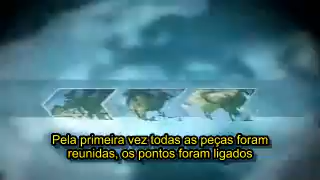 Pela primeira vez todas as peças foram
reunidas, os pontos foram ligados